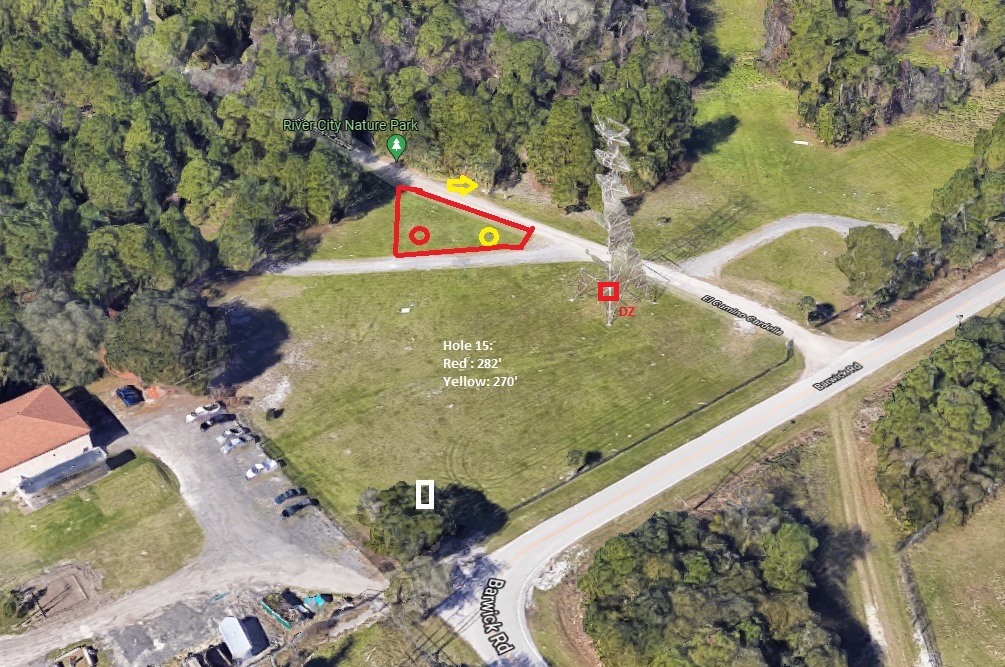 River City Nature Park
DZ
El Camino Cardella
Hole 15:
Red : 282'
Yellow: 270'
Barwick Rd
Barwick Rd